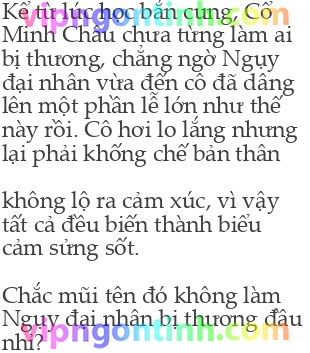 Kể từ lúc học bắn cung, Cổ
vipngontinh.com
Minh Châu chưa từng làm ai
bị thương, chẳng ngờ Ngụy
đại nhân vừa đến cô đã dâng
lên một phần lễ lớn như thế
này rồi. Cô hơi lo lắng nhưng
lại phải khống chế bản thân
không lộ ra cảm xúc, vì vậy
tất cả đều biến thành biểu
cảm sửng sốt.
Chắc mũi tên đó không làm
Ngụy đại nhân bị thương đâu
vipngontinh.com
nhỉ?